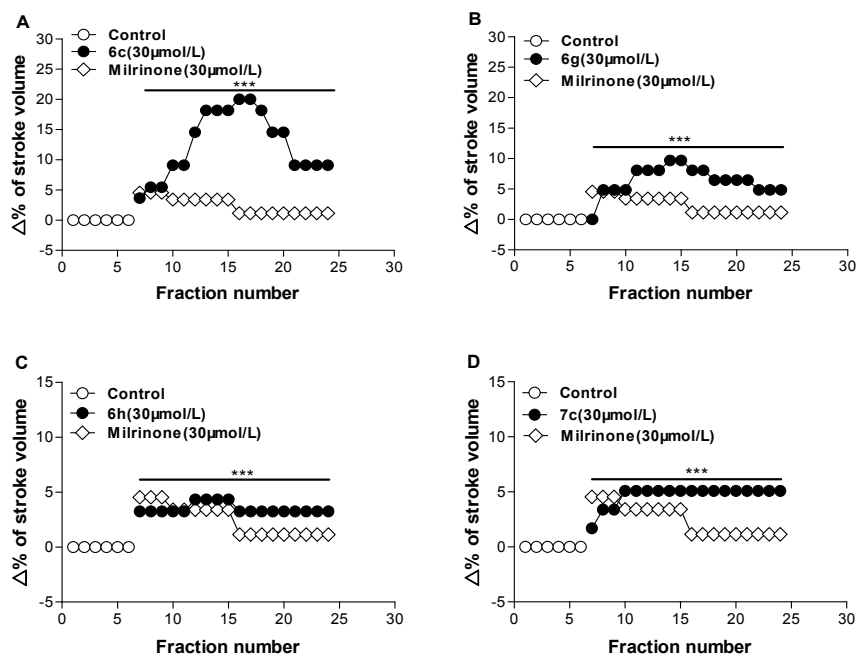 A
Control
6c(30μmol/L)
Milrinone(30μmol/L)
***
30
25
20
15
10
5
0
-5
△% of stroke volume
0 5 10 15 20 25 30
Fraction number
B
Control
6g(30μmol/L)
Milrinone(30μmol/L)
***
30
25
20
15
10
5
0
-5
△% of stroke volume
0 5 10 15 20 25 30
Fraction number
C
Control
6h(30μmol/L)
Milrinone(30μmol/L)
***
15
10
5
0
-5
△% of stroke volume
0 5 10 15 20 25 30
Fraction number
D
Control
7c(30μmol/L)
Milrinone(30μmol/L)
***
15
10
5
0
-5
△% of stroke volume
0 5 10 15 20 25 30
Fraction number